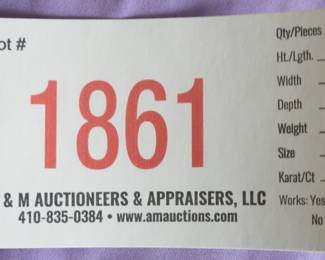 ot #
1861
& M AUCTIONEERS & APPRAISERS, LLC
410-835-0384 • www.amauctions.com
Qty/Pieces
Ht./Lgth.
Width
Depth
Weight
Size
Karat/Ct
Works: Yes
No